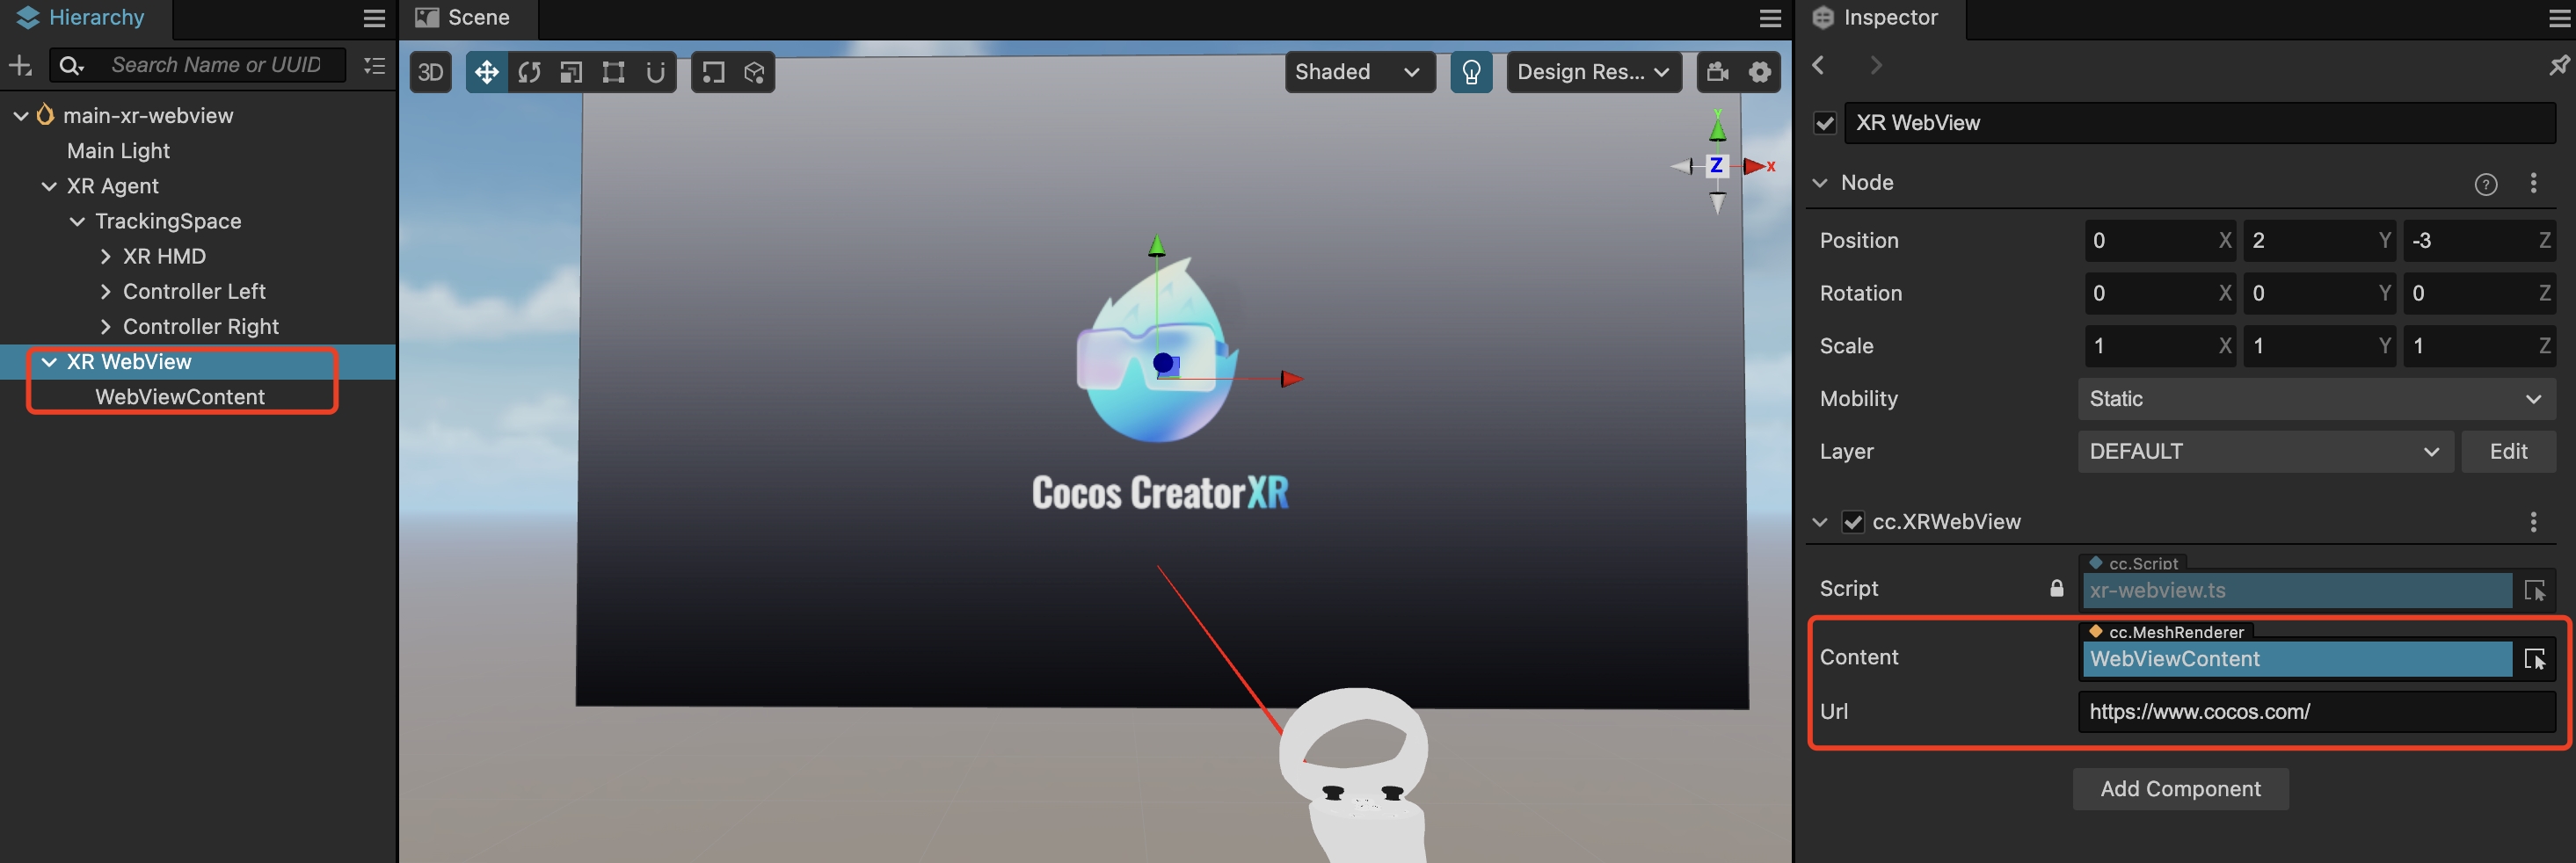 Hierarchy
Search Name or UUID
main-xr-webview
Main Light
XR Agent
TrackingSpace
XR HMD
Controller Left
Controller Right
XR WebView
WebViewContent
Scene
3D
Shaded
Design Res...
Y
Z
X
Cocos CreatorXR
Inspector
XR WebView
Node
?
Position 0 X 2 Y -3 Z
Rotation 0 X 0 Y 0 Z
Scale 1 X 1 Y 1 Z
Mobility Static
Layer DEFAULT Edit
cc.XRWebView
cc.Script
Script xr-webview.ts
cc.MeshRenderer
Content WebViewContent
Url https://www.cocos.com/
Add Component